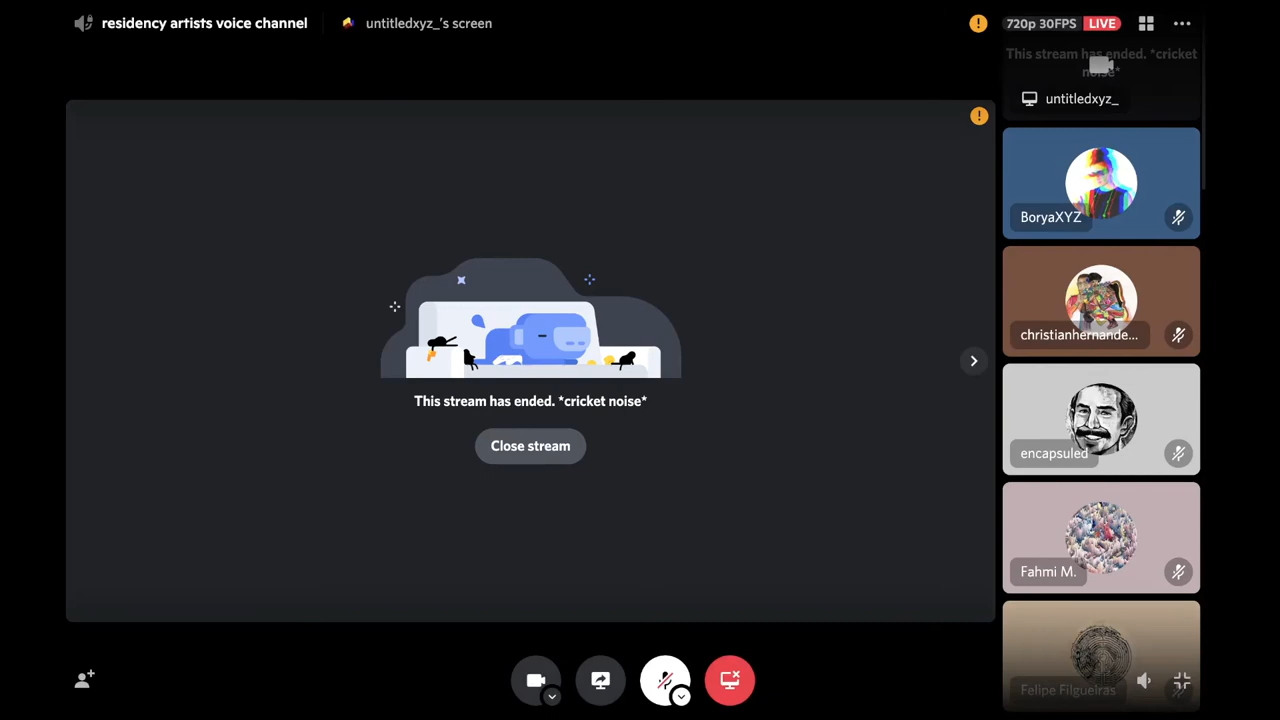 residency artists voice channel
untitledxyz_'s screen
720p 30FPS LIVE
This stream has ended. *cricket
noise*
untitledxyz_
BoryaXYZ
christianhernande...
encapsuled
Fahmi M.
Felipe Filgueiras
This stream has ended. *cricket noise*
Close stream